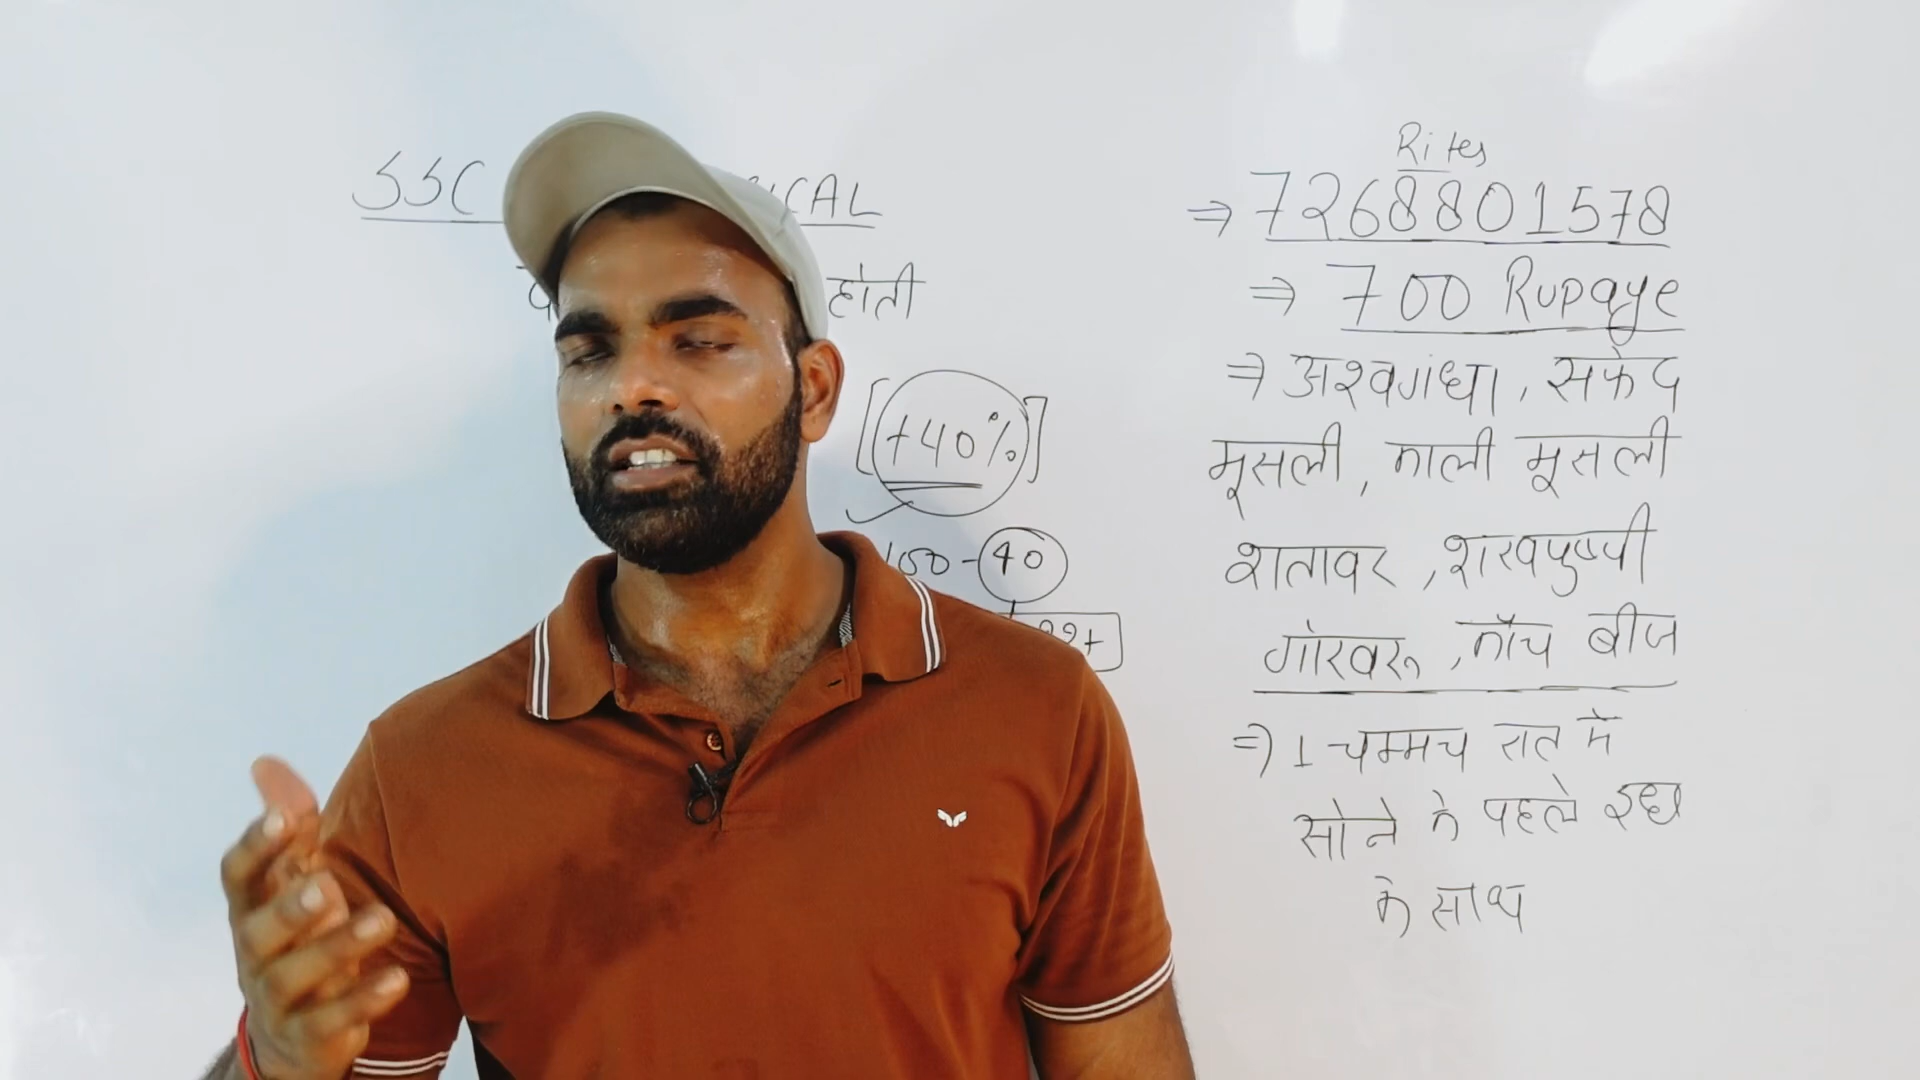 SSC CAL
होती
[+40%]
100-40
Rites
⇒ 7268801578
⇒ 700 Rupaye
⇒ अश्वगंधा, सफेद
मूसली, काली मूसली
शतावर, शंखपुष्पी
गोखरू, कौंच बीज
⇒ 1 चम्मच रात में
सोने के पहले दूध
के साथ